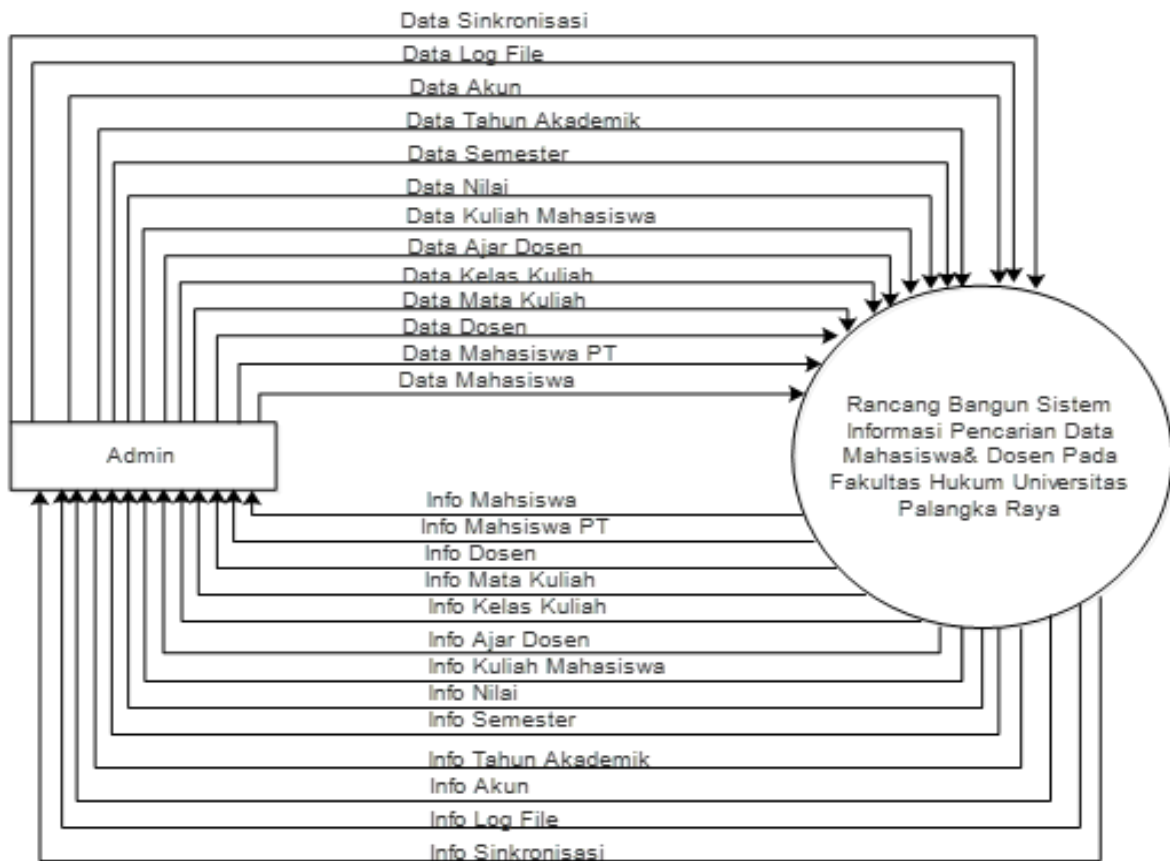 Data Sinkronisasi
Data Log File
Data Akun
Data Tahun Akademik
Data Semester
Data Nilai
Data Kuliah Mahasiswa
Data Ajar Dosen
Data Kelas Kuliah
Data Mata Kuliah
Data Dosen
Data Mahasiswa PT
Data Mahasiswa
Admin
Rancang Bangun Sistem
Informasi Pencarian Data
Mahasiswa& Dosen Pada
Fakultas Hukum Universitas
Palangka Raya
Info Mahsiswa
Info Mahsiswa PT
Info Dosen
Info Mata Kuliah
Info Kelas Kuliah
Info Ajar Dosen
Info Kuliah Mahasiswa
Info Nilai
Info Semester
Info Tahun Akademik
Info Akun
Info Log File
Info Sinkronisasi